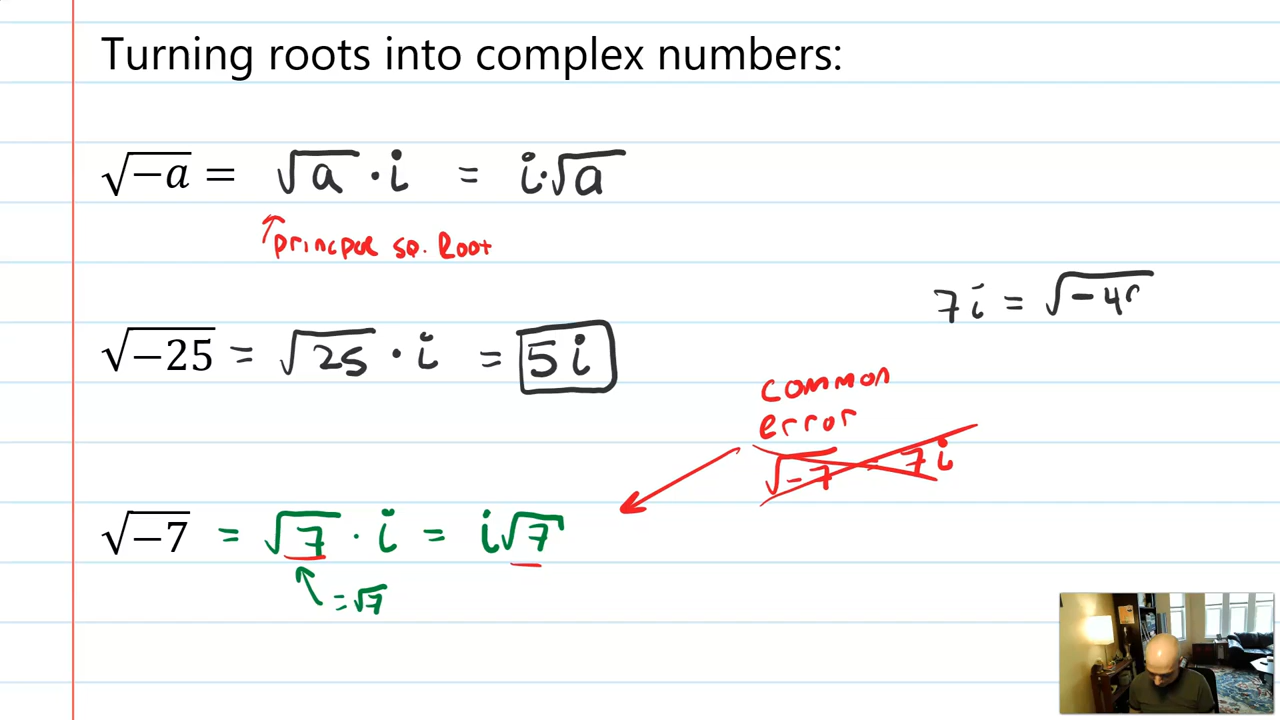 Turning roots into complex numbers:
√-a = √a · i = i·√a
↑principal sq. Root
7i = √-4
√-25 = √25 · i = 5i
common
error
√-7 = 7i
√-7 = √7 · i = i√7
= √7